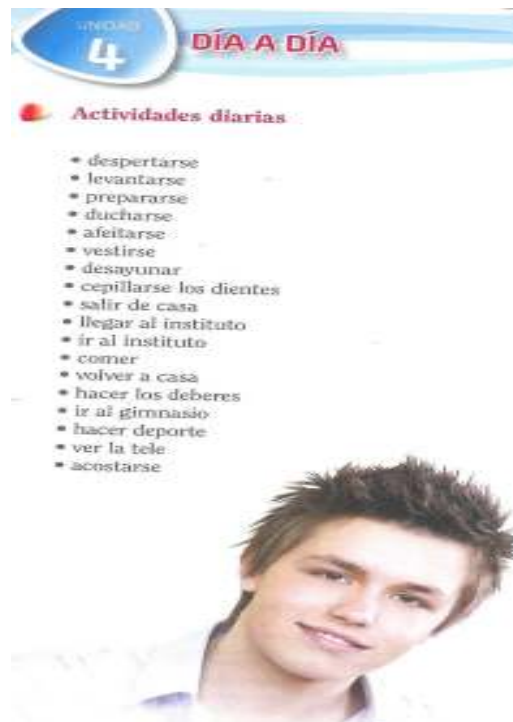 UNIDAD
4
DÍA A DÍA
Actividades diarias
• despertarse
• levantarse
• prepararse
• ducharse
• afeitarse
• vestirse
• desayunar
• cepillarse los dientes
• salir de casa
• llegar al instituto
• ir al instituto
• comer
• volver a casa
• hacer los deberes
• ir al gimnasio
• hacer deporte
• ver la tele
• acostarse